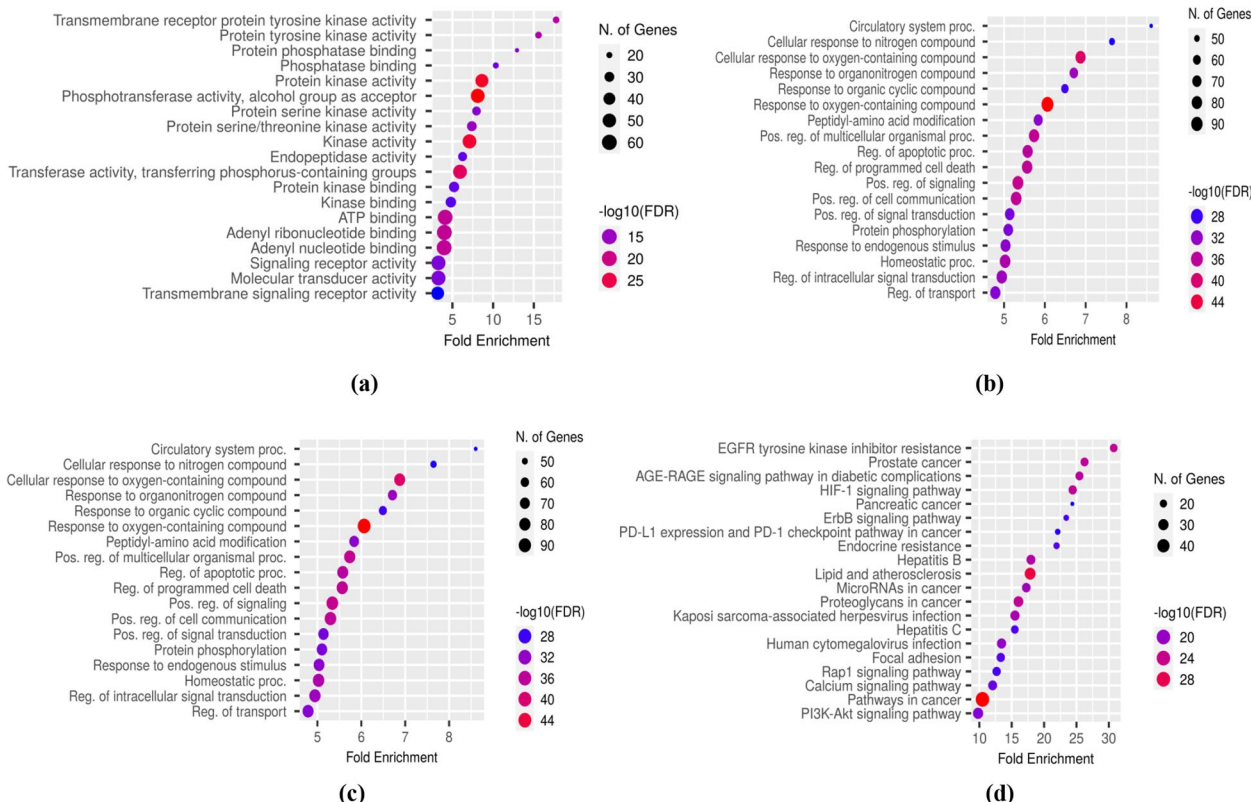 Transmembrane receptor protein tyrosine kinase activity
Protein tyrosine kinase activity
Protein phosphatase binding
Phosphatase binding
Protein kinase activity
Phosphotransferase activity, alcohol group as acceptor
Protein serine kinase activity
Protein serine/threonine kinase activity
Kinase activity
Endopeptidase activity
Transferase activity, transferring phosphorus-containing groups
Protein kinase binding
Kinase binding
ATP binding
Adenyl ribonucleotide binding
Adenyl nucleotide binding
Signaling receptor activity
Molecular transducer activity
Transmembrane signaling receptor activity
5 10 15
Fold Enrichment
N. of Genes
20
30
40
50
60
-log10(FDR)
15
20
25
(a)
Circulatory system proc.
Cellular response to nitrogen compound
Cellular response to oxygen-containing compound
Response to organonitrogen compound
Response to organic cyclic compound
Response to oxygen-containing compound
Peptidyl-amino acid modification
Pos. reg. of multicellular organismal proc.
Reg. of apoptotic proc.
Reg. of programmed cell death
Pos. reg. of signaling
Pos. reg. of cell communication
Pos. reg. of signal transduction
Protein phosphorylation
Response to endogenous stimulus
Homeostatic proc.
Reg. of intracellular signal transduction
Reg. of transport
5 6 7 8
Fold Enrichment
N. of Genes
50
60
70
80
90
-log10(FDR)
28
32
36
40
44
(b)
Circulatory system proc.
Cellular response to nitrogen compound
Cellular response to oxygen-containing compound
Response to organonitrogen compound
Response to organic cyclic compound
Response to oxygen-containing compound
Peptidyl-amino acid modification
Pos. reg. of multicellular organismal proc.
Reg. of apoptotic proc.
Reg. of programmed cell death
Pos. reg. of signaling
Pos. reg. of cell communication
Pos. reg. of signal transduction
Protein phosphorylation
Response to endogenous stimulus
Homeostatic proc.
Reg. of intracellular signal transduction
Reg. of transport
5 6 7 8
Fold Enrichment
N. of Genes
50
60
70
80
90
-log10(FDR)
28
32
36
40
44
(c)
EGFR tyrosine kinase inhibitor resistance
Prostate cancer
AGE-RAGE signaling pathway in diabetic complications
HIF-1 signaling pathway
Pancreatic cancer
ErbB signaling pathway
PD-L1 expression and PD-1 checkpoint pathway in cancer
Endocrine resistance
Hepatitis B
Lipid and atherosclerosis
MicroRNAs in cancer
Proteoglycans in cancer
Kaposi sarcoma-associated herpesvirus infection
Hepatitis C
Human cytomegalovirus infection
Focal adhesion
Rap1 signaling pathway
Calcium signaling pathway
Pathways in cancer
PI3K-Akt signaling pathway
10 15 20 25 30
Fold Enrichment
N. of Genes
20
30
40
-log10(FDR)
20
24
28
(d)